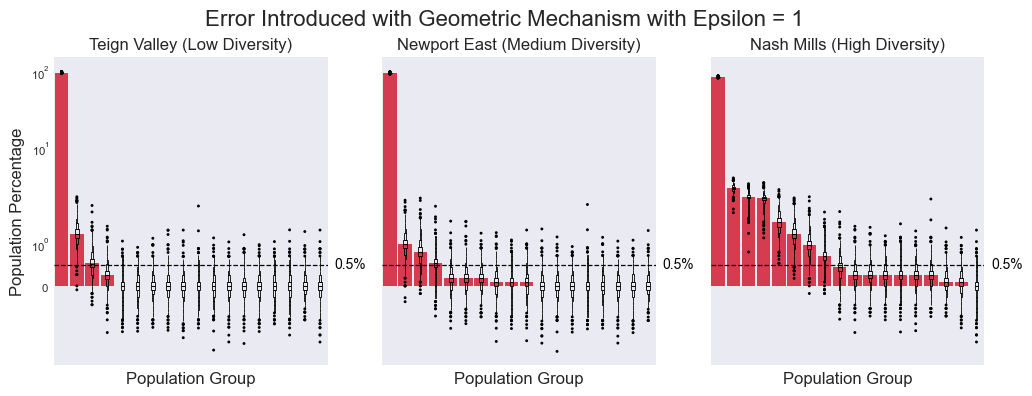 Error Introduced with Geometric Mechanism with Epsilon = 1
Teign Valley (Low Diversity)
Newport East (Medium Diversity)
Nash Mills (High Diversity)
Population Percentage
10²
10¹
10⁰
0
0.5%
0.5%
0.5%
Population Group
Population Group
Population Group